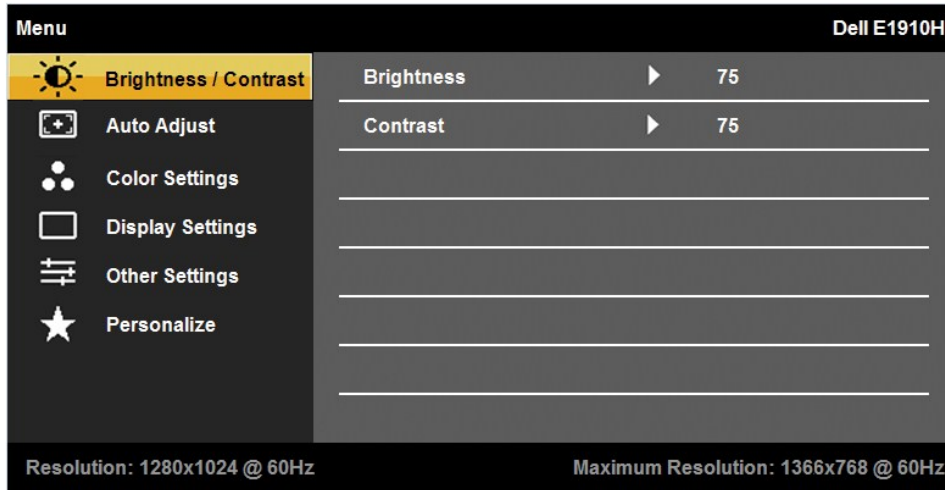 Menu Dell E1910H
Brightness / Contrast Brightness 75
Auto Adjust Contrast 75
Color Settings
Display Settings
Other Settings
Personalize
Resolution: 1280x1024 @ 60Hz Maximum Resolution: 1366x768 @ 60Hz